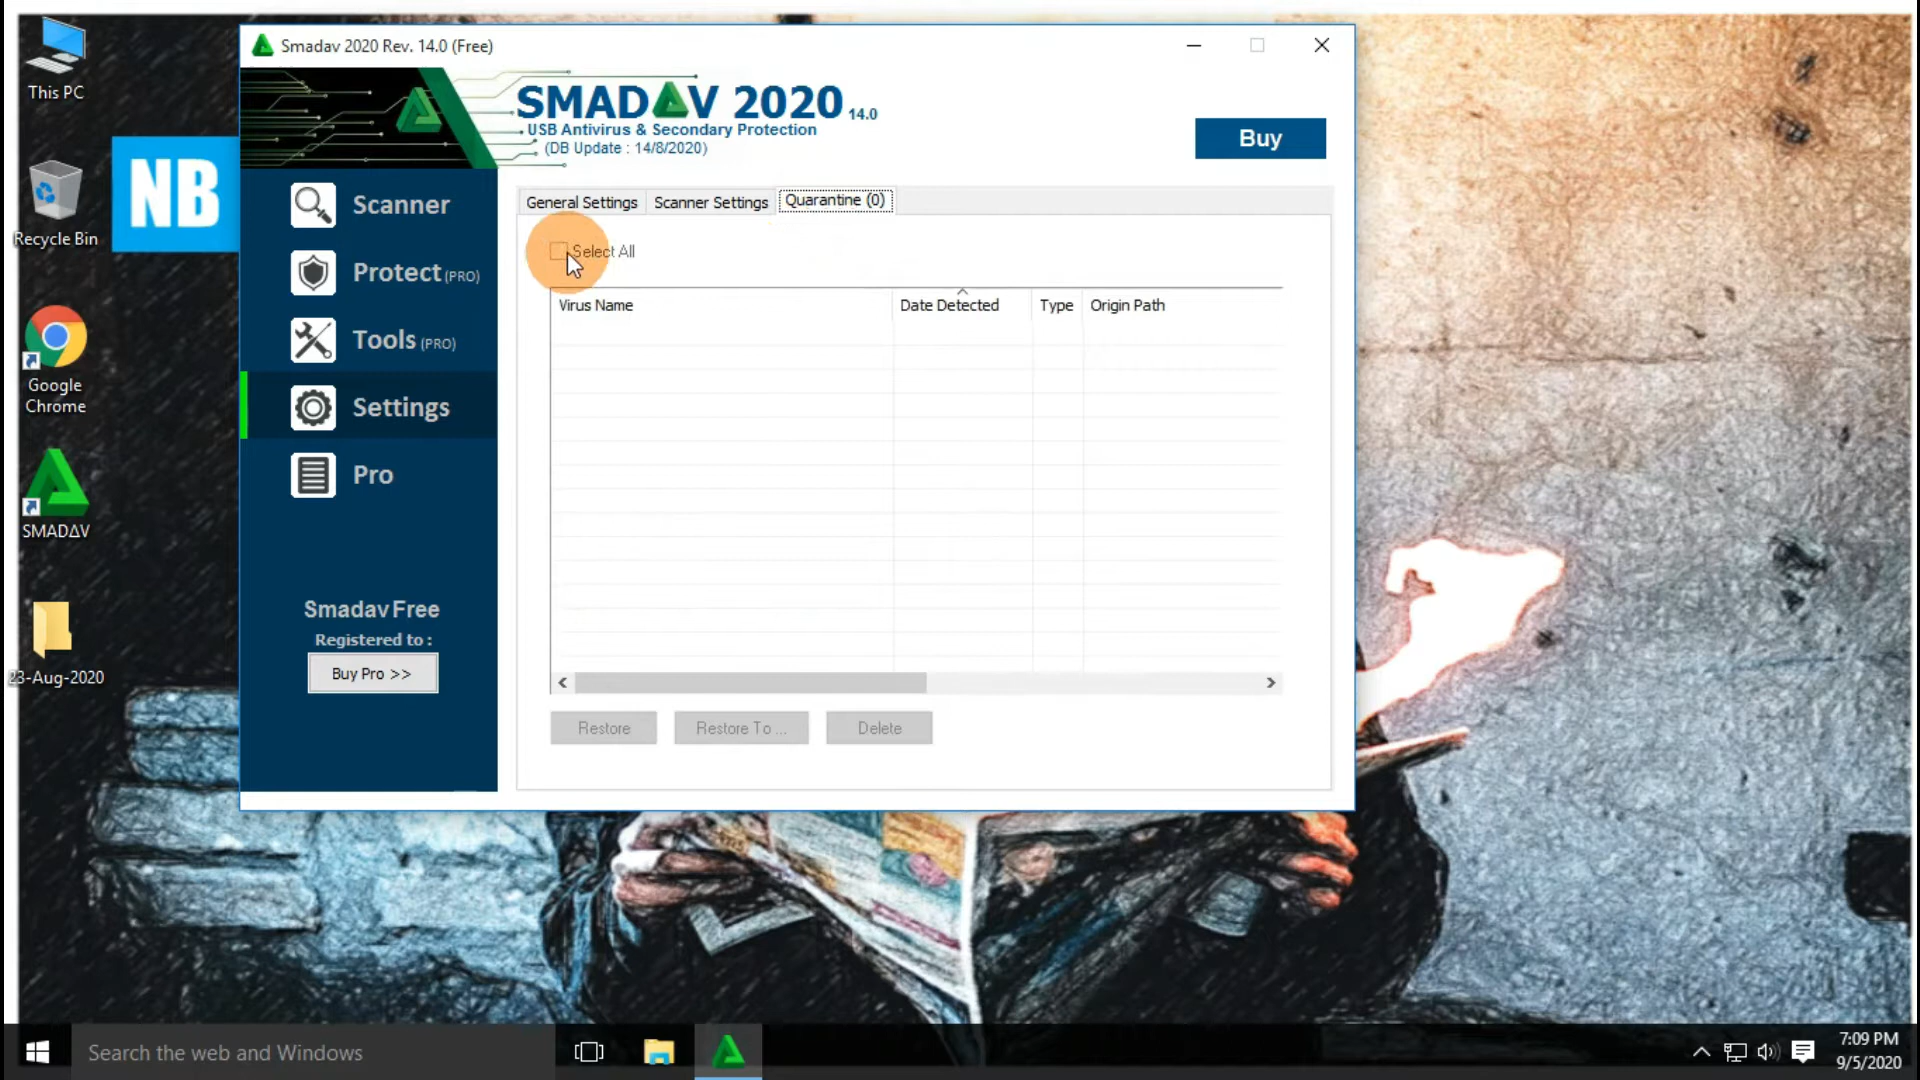 This PC
Recycle Bin
NB
Google
Chrome
SMADΔV
23-Aug-2020
Smadav 2020 Rev. 14.0 (Free)
SMADΔV 2020 14.0
USB Antivirus & Secondary Protection
(DB Update : 14/8/2020)
Buy
Scanner
Protect (PRO)
Tools (PRO)
Settings
Pro
Smadav Free
Registered to :
Buy Pro >>
General Settings
Scanner Settings
Quarantine (0)
Select All
Virus Name
Date Detected
Type
Origin Path
Restore
Restore To ...
Delete
Search the web and Windows
7:09 PM
9/5/2020